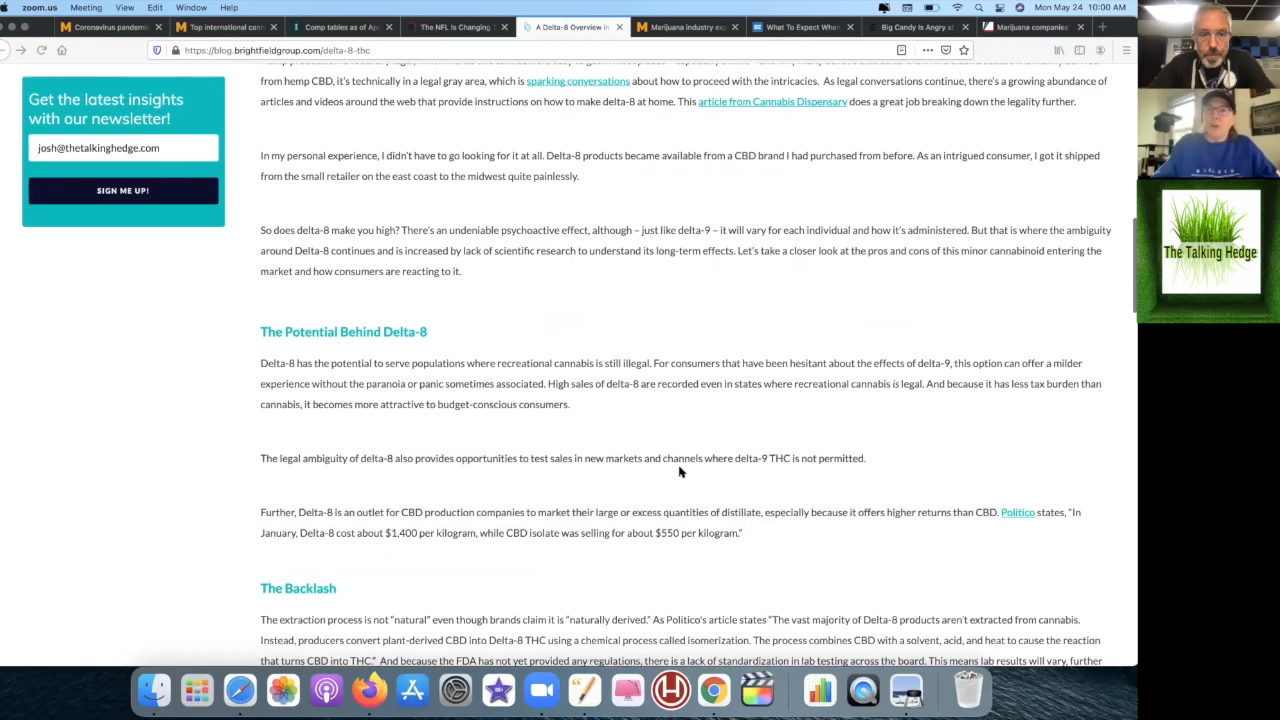 zoom.us Meeting View Edit Window Help
Mon May 24 10:00 AM
Coronavirus pandemic
Top international cann
Comp tables as of Ap
The NFL Is Changing
A Delta-8 Overview in
Marijuana industry exp
What To Expect When
Big Candy Is Angry at
Marijuana companies'
https://blog.brightfieldgroup.com/delta-8-thc
Get the latest insights
with our newsletter!
josh@thetalkinghedge.com
SIGN ME UP!
from hemp CBD, it's technically in a legal gray area, which is sparking conversations about how to proceed with the intricacies. As legal conversations continue, there's a growing abundance of
articles and videos around the web that provide instructions on how to make delta-8 at home. This article from Cannabis Dispensary does a great job breaking down the legality further.
In my personal experience, I didn't have to go looking for it at all. Delta-8 products became available from a CBD brand I had purchased from before. As an intrigued consumer, I got it shipped
from the small retailer on the east coast to the midwest quite painlessly.
So does delta-8 make you high? There's an undeniable psychoactive effect, although – just like delta-9 – it will vary for each individual and how it's administered. But that is where the ambiguity
around Delta-8 continues and is increased by lack of scientific research to understand its long-term effects. Let's take a closer look at the pros and cons of this minor cannabinoid entering the
market and how consumers are reacting to it.
The Potential Behind Delta-8
Delta-8 has the potential to serve populations where recreational cannabis is still illegal. For consumers that have been hesitant about the effects of delta-9, this option can offer a milder
experience without the paranoia or panic sometimes associated. High sales of delta-8 are recorded even in states where recreational cannabis is legal. And because it has less tax burden than
cannabis, it becomes more attractive to budget-conscious consumers.
The legal ambiguity of delta-8 also provides opportunities to test sales in new markets and channels where delta-9 THC is not permitted.
Further, Delta-8 is an outlet for CBD production companies to market their large or excess quantities of distillate, especially because it offers higher returns than CBD. Politico states, "In
January, Delta-8 cost about $1,400 per kilogram, while CBD isolate was selling for about $550 per kilogram."
The Backlash
The extraction process is not "natural" even though brands claim it is "naturally derived." As Politico's article states "The vast majority of Delta-8 products aren't extracted from cannabis.
Instead, producers convert plant-derived CBD into Delta-8 THC using a chemical process called isomerization. The process combines CBD with a solvent, acid, and heat to cause the reaction
that turns CBD into THC." And because the FDA has not yet provided any regulations, there is a lack of standardization in lab testing across the board. This means lab results will vary, further
The Talking Hedge